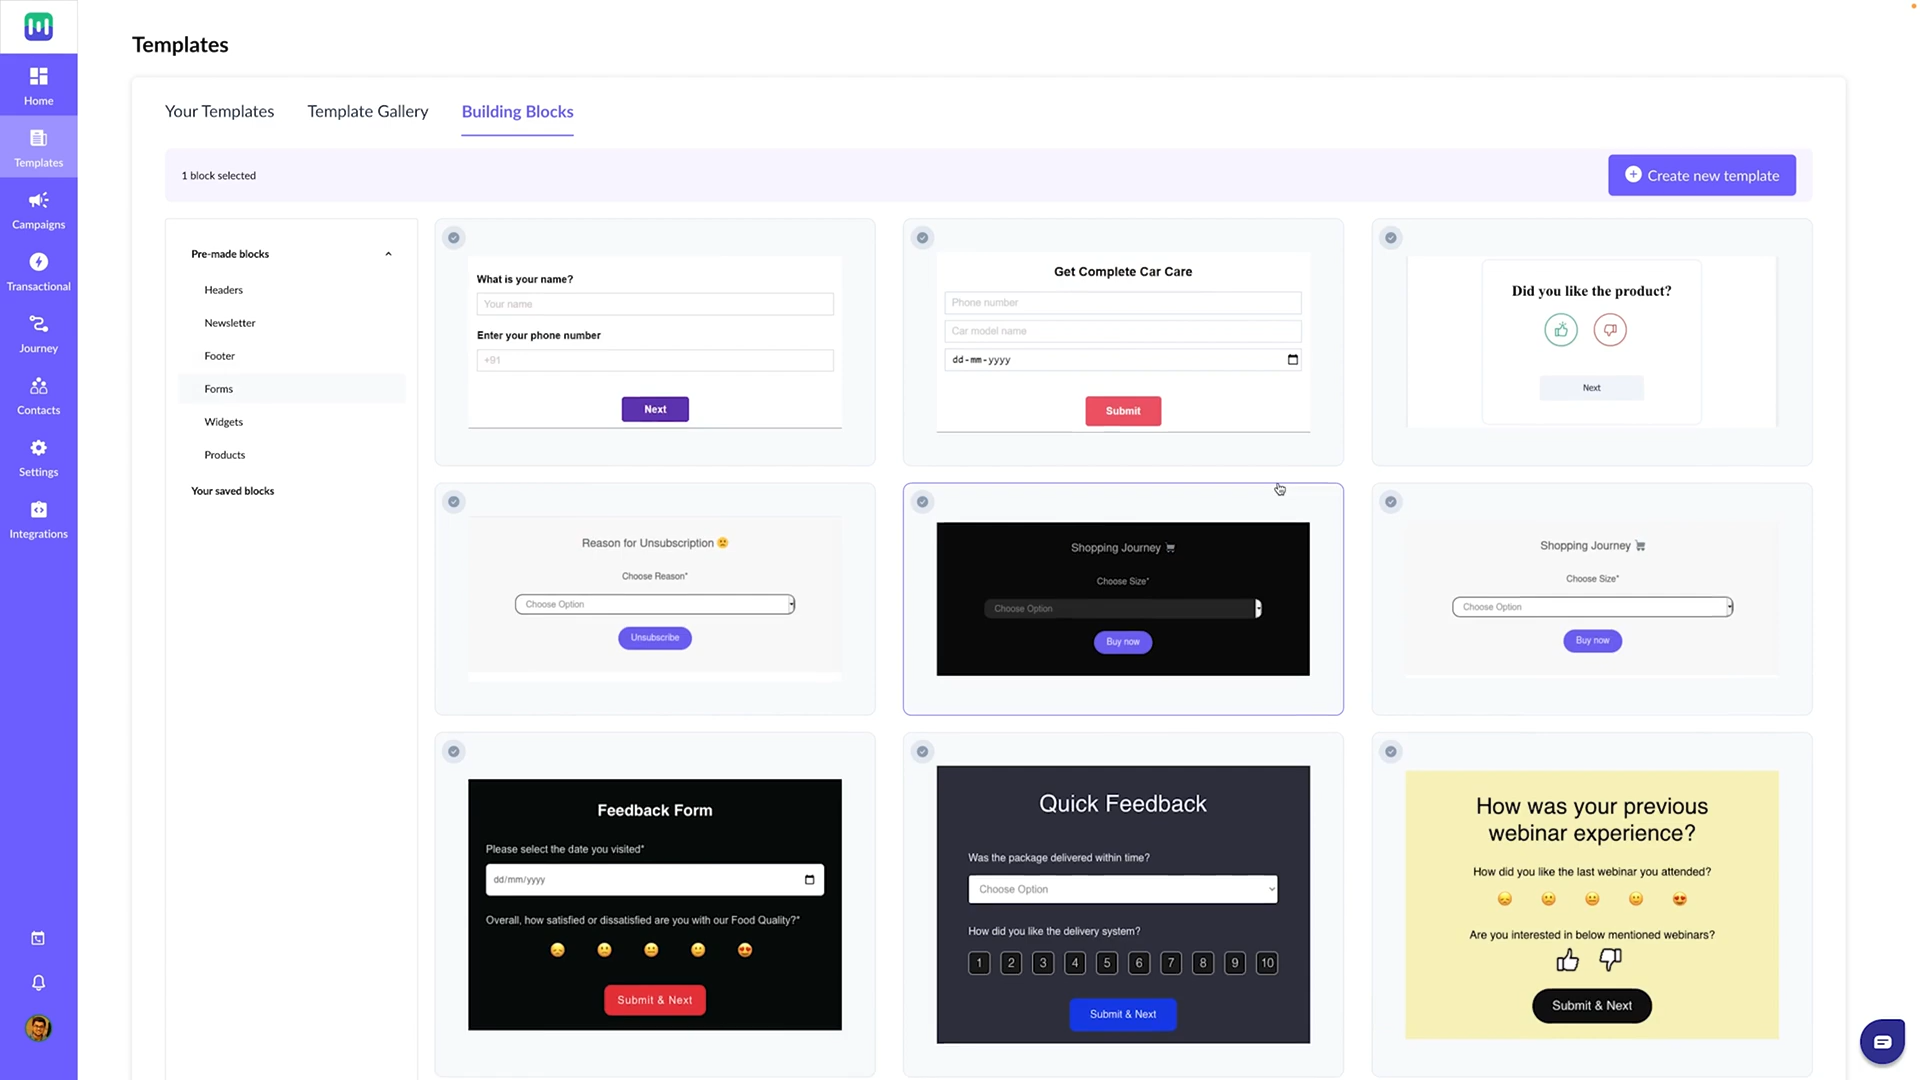 Templates
Home
Templates
Campaigns
Transactional
Journey
Contacts
Settings
Integrations
Your Templates
Template Gallery
Building Blocks
1 block selected
Create new template
Pre-made blocks
Headers
Newsletter
Footer
Forms
Widgets
Products
Your saved blocks
What is your name?
Your name
Enter your phone number
+91
Next
Get Complete Car Care
Phone number
Car model name
dd-mm-yyyy
Submit
Did you like the product?
Next
Reason for Unsubscription
Choose Reason*
Choose Option
Unsubscribe
Shopping Journey
Choose Size*
Choose Option
Buy now
Shopping Journey
Choose Size*
Choose Option
Buy now
Feedback Form
Please select the date you visited*
dd/mm/yyyy
Overall, how satisfied or dissatisfied are you with our Food Quality?*
Submit & Next
Quick Feedback
Was the package delivered within time?
Choose Option
How did you like the delivery system?
1 2 3 4 5 6 7 8 9 10
Submit & Next
How was your previous
webinar experience?
How did you like the last webinar you attended?
Are you interested in below mentioned webinars?
Submit & Next